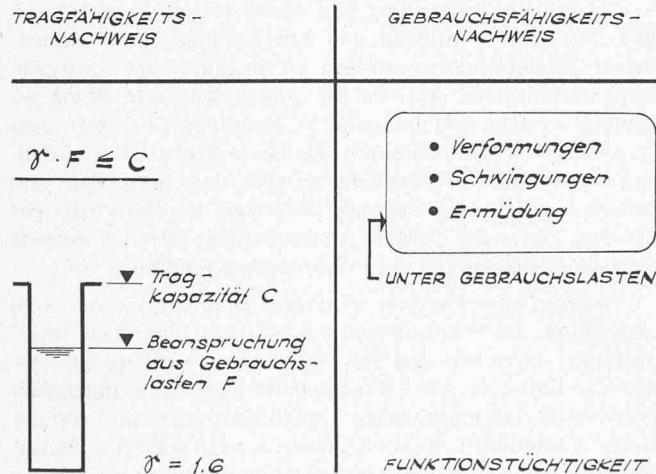 TRAGFÄHIGKEITS-
NACHWEIS
γ · F ≤ C
Trag-
kapazität C
Beanspruchung
aus Gebrauchs-
lasten F
γ = 1.6
GEBRAUCHSFÄHIGKEITS-
NACHWEIS
• Verformungen
• Schwingungen
• Ermüdung
UNTER GEBRAUCHSLASTEN
FUNKTIONSTÜCHTIGKEIT